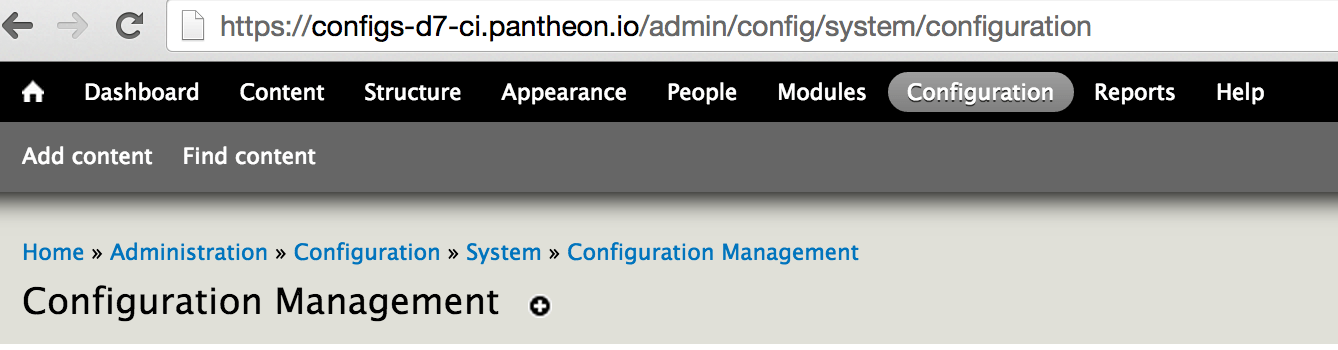 https://configs-d7-ci.pantheon.io/admin/config/system/configuration
Dashboard Content Structure Appearance People Modules Configuration Reports Help
Add content Find content
Home » Administration » Configuration » System » Configuration Management
Configuration Management